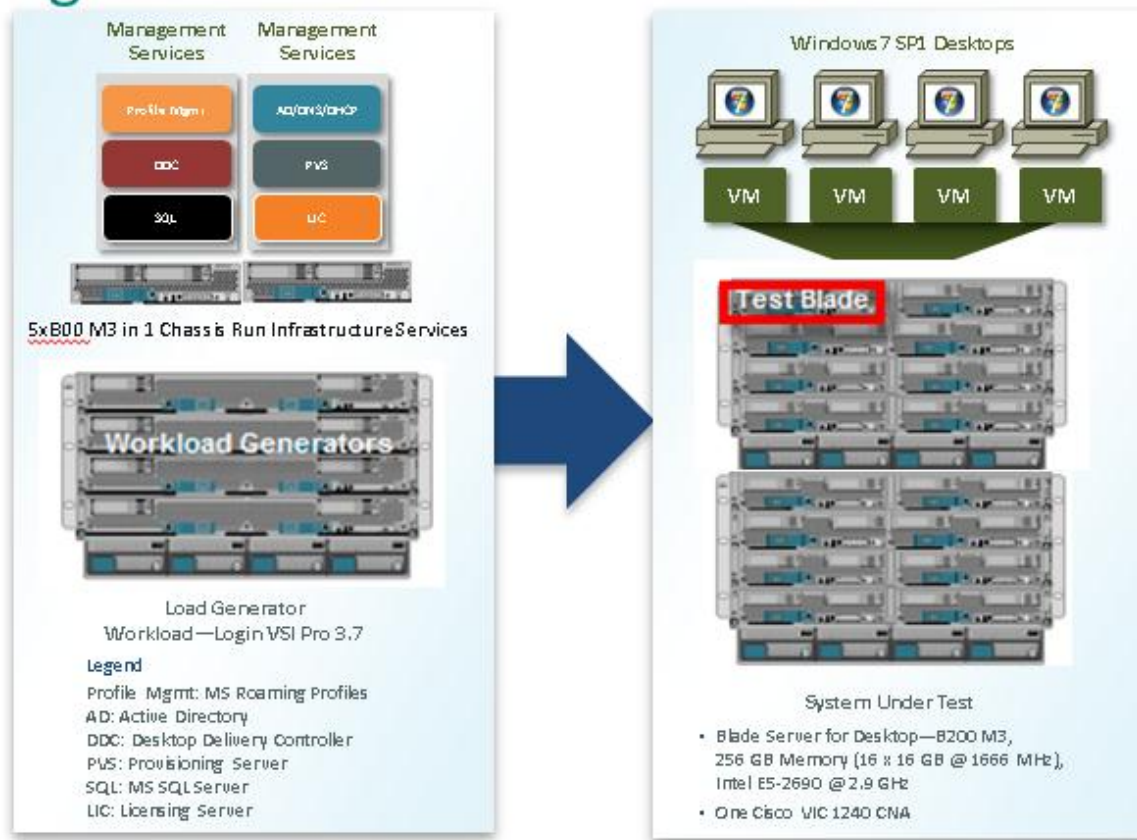 Management Services
Management Services
Profile Mgmt
AD/DNS/DHCP
DDC
PVS
SQL
LIC
5xB00 M3 in 1 Chassis Run Infrastructure Services
Workload Generators
Load Generator
Workload—Login VSI Pro 3.7
Legend
Profile Mgmt: MS Roaming Profiles
AD: Active Directory
DDC: Desktop Delivery Controller
PVS: Provisioning Server
SQL: MS SQL Server
LIC: Licensing Server
Windows 7 SP1 Desktops
VM
VM
VM
VM
Test Blade
System Under Test
• Blade Server for Desktop—B200 M3,
256 GB Memory (16 x 16 GB @ 1666 MHz),
Intel E5-2690 @ 2.9 GHz
• One Cisco VIC 1240 CNA